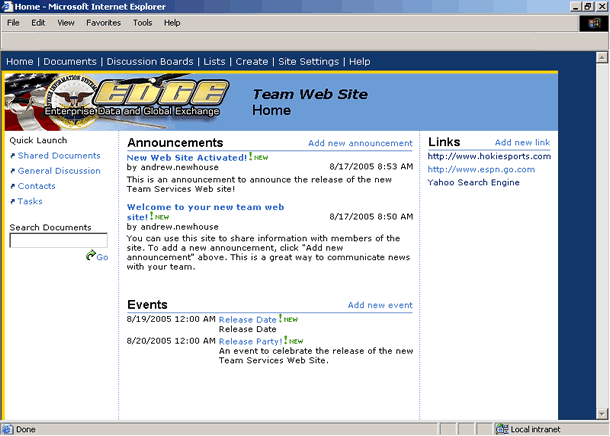 Home - Microsoft Internet Explorer
File Edit View Favorites Tools Help
Home | Documents | Discussion Boards | Lists | Create | Site Settings | Help
EDGE
Enterprise Data and Global Exchange
Team Web Site
Home
Quick Launch
Shared Documents
General Discussion
Contacts
Tasks
Search Documents
Go
Announcements Add new announcement
New Web Site Activated! ! NEW
by andrew.newhouse 8/17/2005 8:53 AM
This is an announcement to announce the release of the new
Team Services Web site!
Welcome to your new team web
site! ! NEW 8/17/2005 8:50 AM
by andrew.newhouse
You can use this site to share information with members of the
site. To add a new announcement, click "Add new
announcement" above. This is a great way to communicate news
with your team.
Events Add new event
8/19/2005 12:00 AM Release Date ! NEW
Release Date
8/20/2005 12:00 AM Release Party! ! NEW
An event to celebrate the release of the new
Team Services Web Site.
Links Add new link
http://www.hokiesports.com
http://www.espn.go.com
Yahoo Search Engine
Done Local intranet